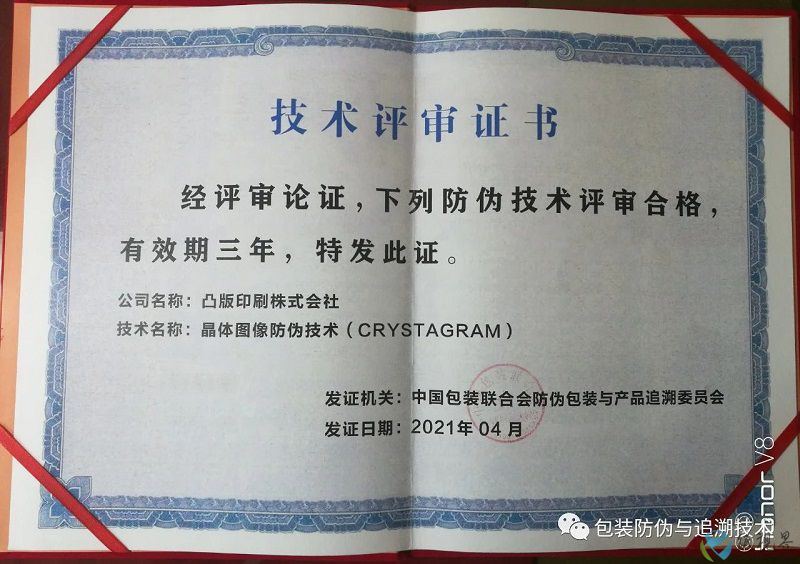 技术评审证书
经评审论证，下列防伪技术评审合格，
有效期三年，特发此证。
公司名称：凸版印刷株式会社
技术名称：晶体图像防伪技术（CRYSTAGRAM）
发证机关：中国包装联合会防伪包装与产品追溯委员会
发证日期：2021年04月
包装防伪与追溯技术
honor V8